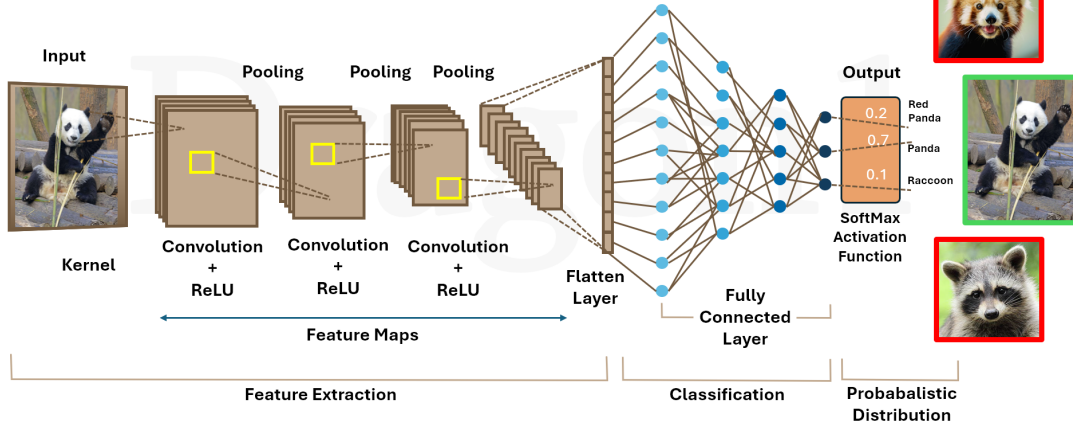 Input
Pooling
Pooling
Pooling
Output
Red
Panda
0.2
0.7
Panda
0.1
Raccoon
Kernel
Convolution
+
ReLU
Convolution
+
ReLU
Convolution
+
ReLU
Flatten
Layer
SoftMax
Activation
Function
Fully
Connected
Layer
Feature Maps
Feature Extraction
Classification
Probabalistic
Distribution